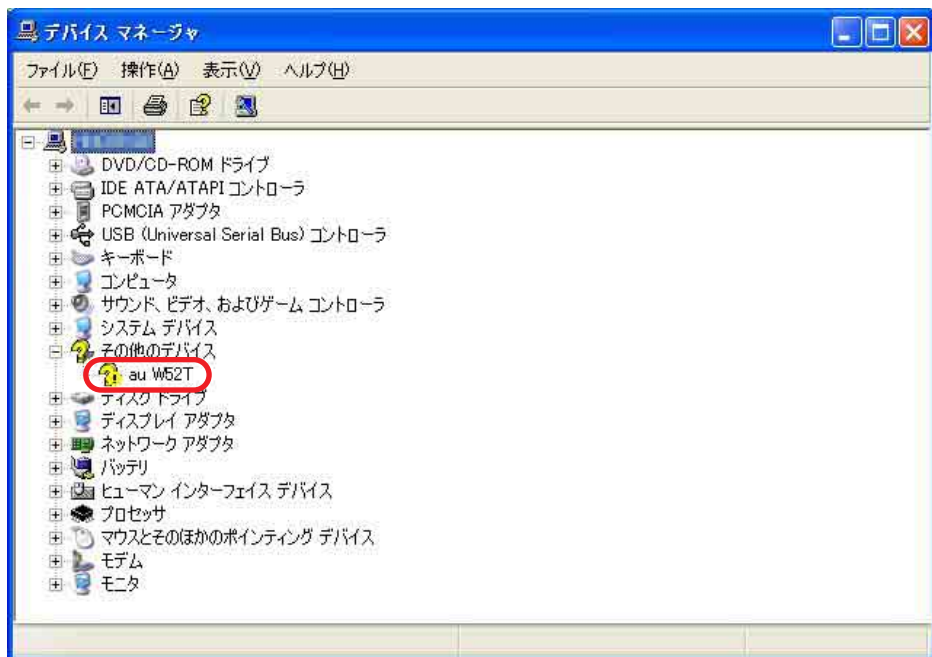 デバイス マネージャ
ファイル(F) 操作(A) 表示(V) ヘルプ(H)
DVD/CD-ROM ドライブ
IDE ATA/ATAPI コントローラ
PCMCIA アダプタ
USB (Universal Serial Bus) コントローラ
キーボード
コンピュータ
サウンド、ビデオ、およびゲーム コントローラ
システム デバイス
その他のデバイス
au W52T
ディスク ドライブ
ディスプレイ アダプタ
ネットワーク アダプタ
バッテリ
ヒューマン インターフェイス デバイス
プロセッサ
マウスとそのほかのポインティング デバイス
モデム
モニタ